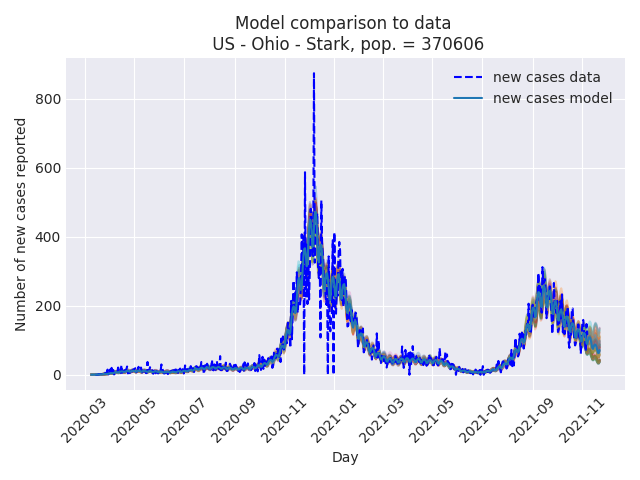 Model comparison to data
US - Ohio - Stark, pop. = 370606
new cases data
new cases model
Number of new cases reported
800
600
400
200
0
2020-03
2020-05
2020-07
2020-09
2020-11
2021-01
2021-03
2021-05
2021-07
2021-09
2021-11
Day